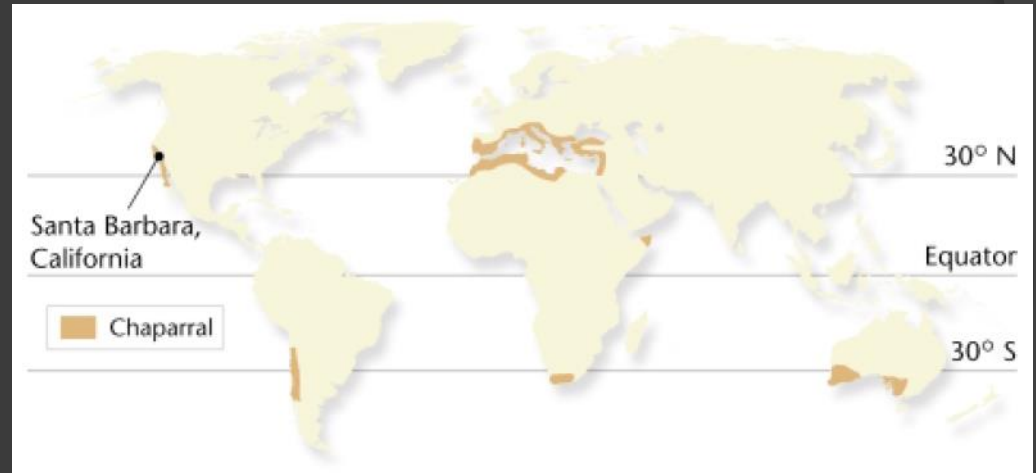 30° N
Santa Barbara,
California
Equator
Chaparral
30° S